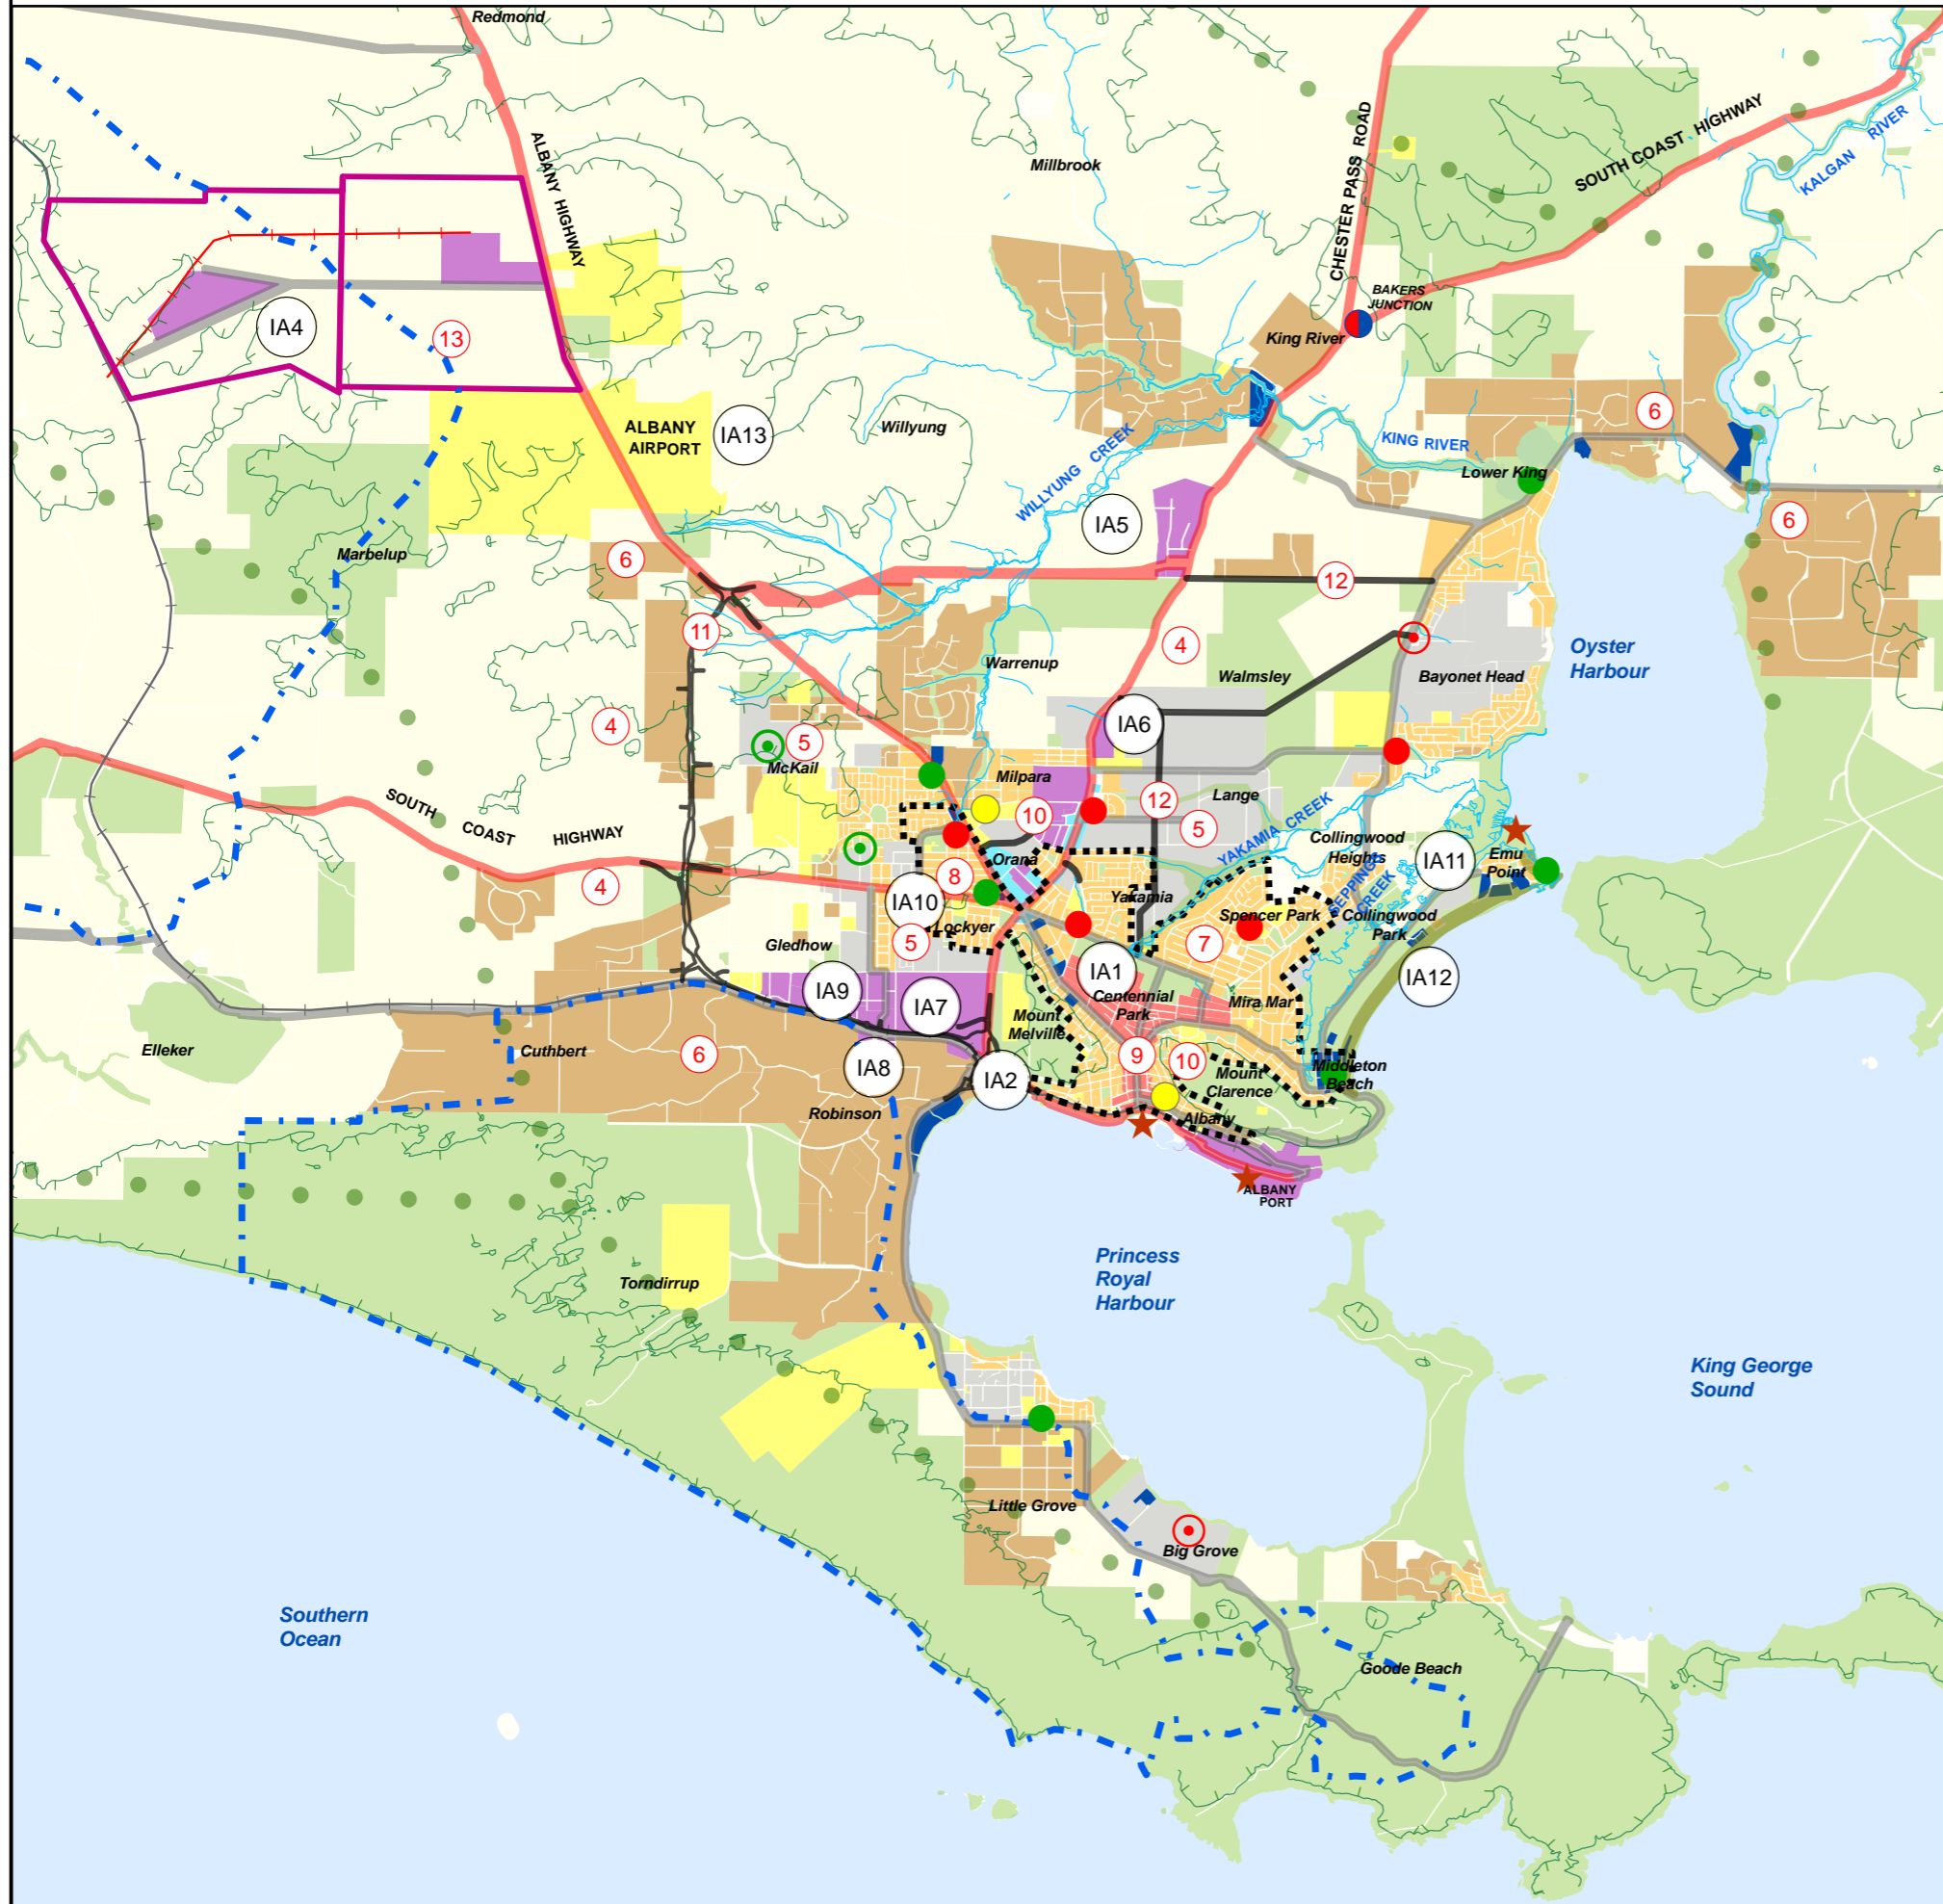 Redmond
ALBANY HIGHWAY
Millbrook
CHESTER PASS ROAD
SOUTH COAST HIGHWAY
KALGAN RIVER
BAKERS
JUNCTION
King River
IA4
13
ALBANY
AIRPORT
IA13
Willyung
WILLYUNG CREEK
KING RIVER
6
Lower King
IA5
6
Marbelup
6
12
11
4
Warrenup
Walmsley
Bayonet Head
Oyster
Harbour
4
5
McKail
IA6
Milpara
SOUTH COAST HIGHWAY
10
12
Lange
5
YAKAMIA CREEK
Collingwood
Heights
IA11
Emu
Point
SEPPINGS
CREEK
Orana
8
4
IA10
Yakamia
Spencer Park
Collingwood
Park
Lockyer
5
7
Gledhow
IA1
IA12
IA9
IA7
Centennial
Park
Mira Mar
Mount
Melville
Elleker
Cuthbert
6
IA8
9
10
Mount
Clarence
Middleton
Beach
IA2
Robinson
Albany
ALBANY
PORT
Princess
Royal
Harbour
Torndirrup
King George
Sound
Little Grove
Big Grove
Southern
Ocean
Goode Beach